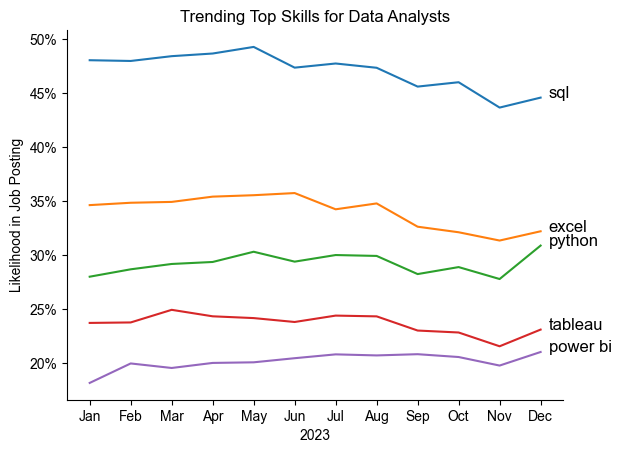 Trending Top Skills for Data Analysts
Likelihood in Job Posting
50%
45%
40%
35%
30%
25%
20%
sql
excel
python
tableau
power bi
Jan Feb Mar Apr May Jun Jul Aug Sep Oct Nov Dec
2023